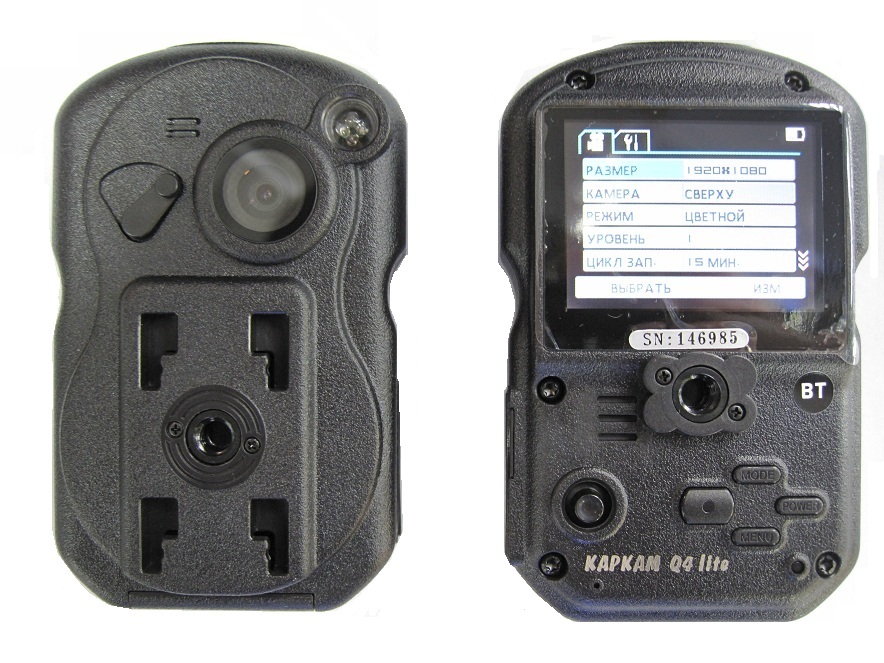 РАЗМЕР 1920X1080
КАМЕРА СВЕРХУ
РЕЖИМ ЦВЕТНОЙ
УРОВЕНЬ 1
ЦИКЛ ЗАП. 15 МИН.
ВЫБРАТЬ ИЗМ
SN:146985
BT
MODE
POWER
MENU
КАРКАМ Q4 lite